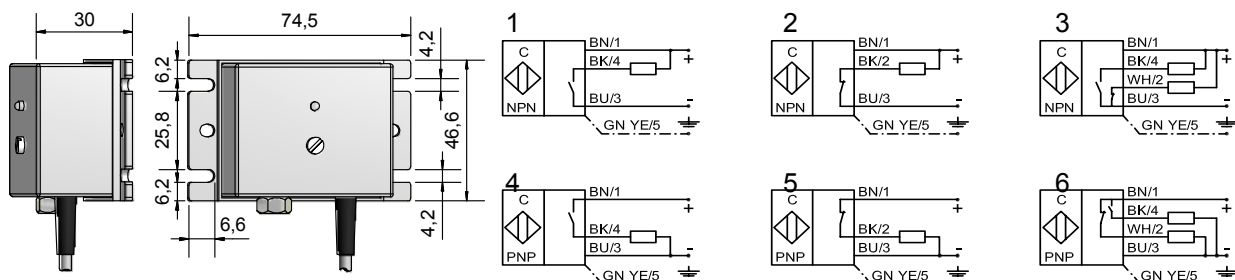 30
74,5
6,2
25,8
6,2
6,6
4,2
46,6
4,2
1
C
NPN
BN/1
BK/4
BU/3
+
-
GN YE/5
2
C
NPN
BN/1
BK/2
BU/3
+
-
GN YE/5
3
C
NPN
BN/1
BK/4
WH/2
BU/3
+
-
GN YE/5
4
C
PNP
BN/1
BK/4
BU/3
+
-
GN YE/5
5
C
PNP
BN/1
BK/2
BU/3
+
-
GN YE/5
6
C
PNP
BN/1
BK/4
WH/2
BU/3
+
-
GN YE/5